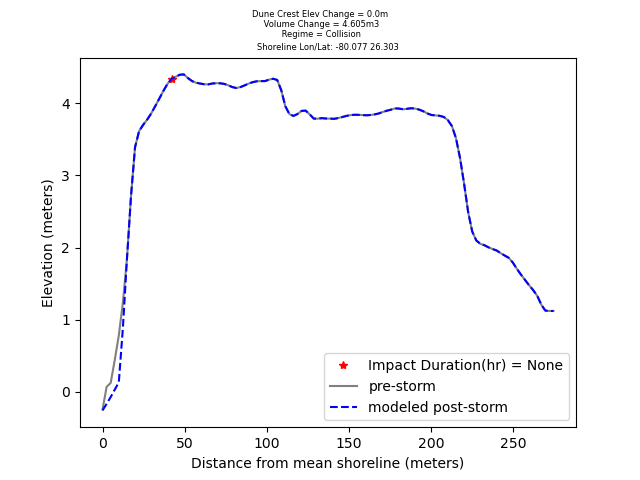 Dune Crest Elev Change = 0.0m
Volume Change = 4.605m3
Regime = Collision
Shoreline Lon/Lat: -80.077 26.303
Elevation (meters)
4
3
2
1
0
Impact Duration(hr) = None
pre-storm
modeled post-storm
0 50 100 150 200 250
Distance from mean shoreline (meters)